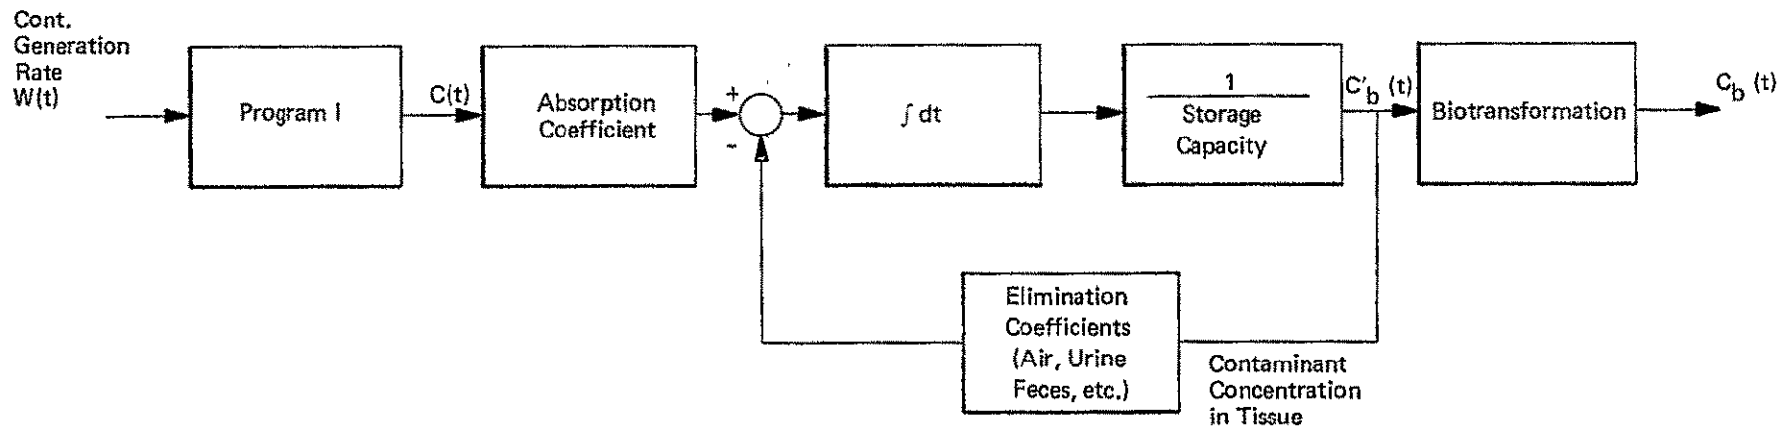 Cont.
Generation
Rate
W(t)
Program I
C(t)
Absorption
Coefficient
+
-
∫ dt
1
Storage
Capacity
C'b (t)
Biotransformation
Cb (t)
Elimination
Coefficients
(Air, Urine
Feces, etc.)
Contaminant
Concentration
in Tissue